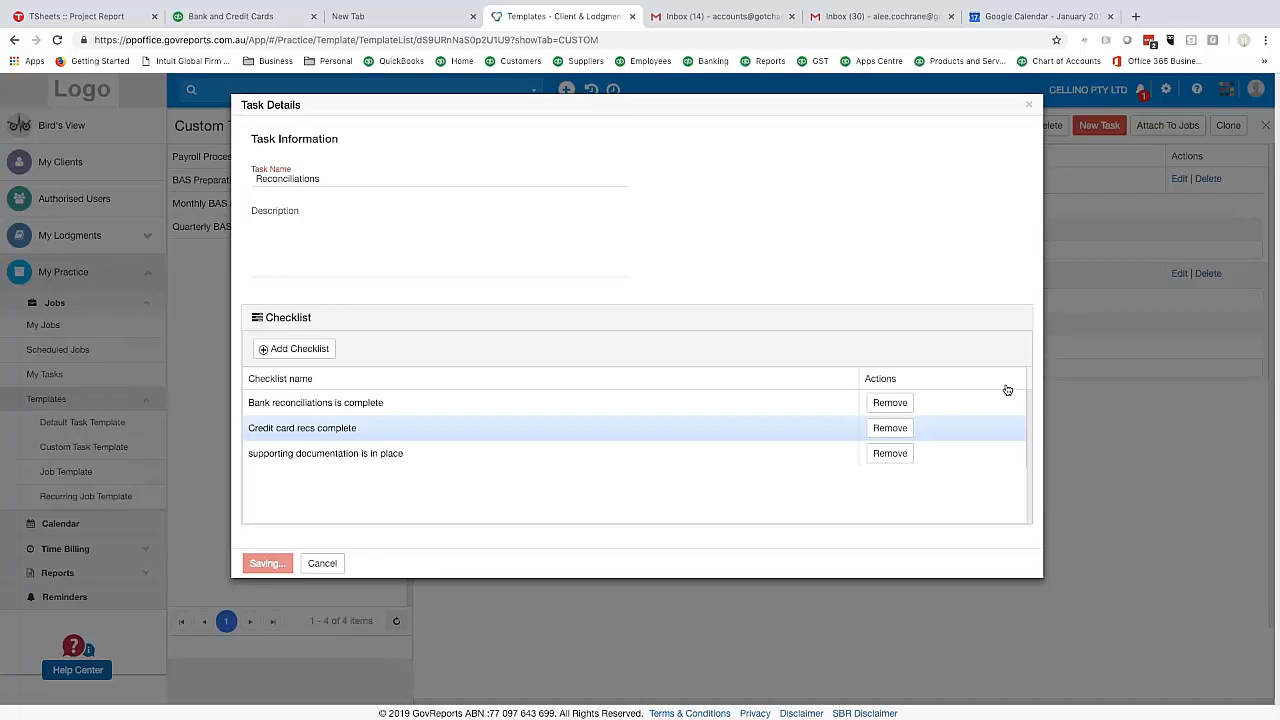 TSheets :: Project Report
Bank and Credit Cards
New Tab
Templates - Client & Lodgmen
Inbox (14) - accounts@gotcha
Inbox (30) - alee.cochrane@g
Google Calendar - January 20
https://ppoffice.govreports.com.au/App/#/Practice/Template/TemplateList/dS9URnNaS0p2U1U9?showTab=CUSTOM
Apps
Getting Started
Intuit Global Firm ...
Business
Personal
QuickBooks
Home
Customers
Suppliers
Employees
Banking
Reports
GST
Apps Centre
Products and Serv...
Chart of Accounts
Office 365 Busine...
»
Logo
CELLINO PTY LTD
1
Bird's View
My Clients
Authorised Users
My Lodgments
My Practice
Jobs
My Jobs
Scheduled Jobs
My Tasks
Templates
Default Task Template
Custom Task Template
Job Template
Recurring Job Template
Calendar
Time Billing
Reports
Reminders
Help Center
Custom T
elete
New Task
Attach To Jobs
Clone
Payroll Proces
BAS Preparati
Monthly BAS
Quarterly BAS
Actions
Edit | Delete
Edit | Delete
Task Details
Task Information
Task Name
Reconciliations
Description
Checklist
Add Checklist
Checklist name
Actions
Bank reconciliations is complete
Remove
Credit card recs complete
Remove
supporting documentation is in place
Remove
Saving...
Cancel
1
1 - 4 of 4 items
© 2019 GovReports ABN :77 097 643 699. All Rights Reserved. Terms & Conditions Privacy Disclaimer SBR Disclaimer